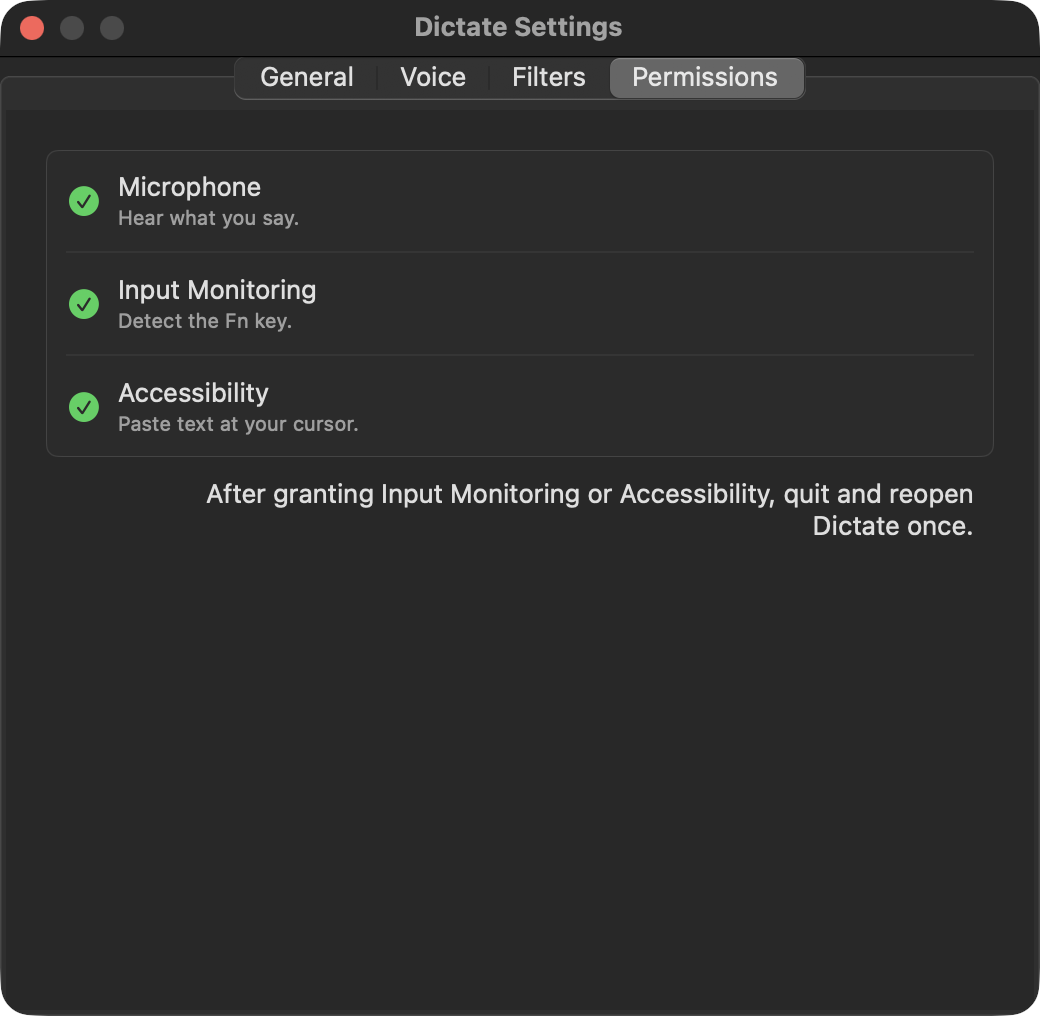 Dictate Settings
General
Voice
Filters
Permissions
Microphone
Hear what you say.
Input Monitoring
Detect the Fn key.
Accessibility
Paste text at your cursor.
After granting Input Monitoring or Accessibility, quit and reopen
Dictate once.